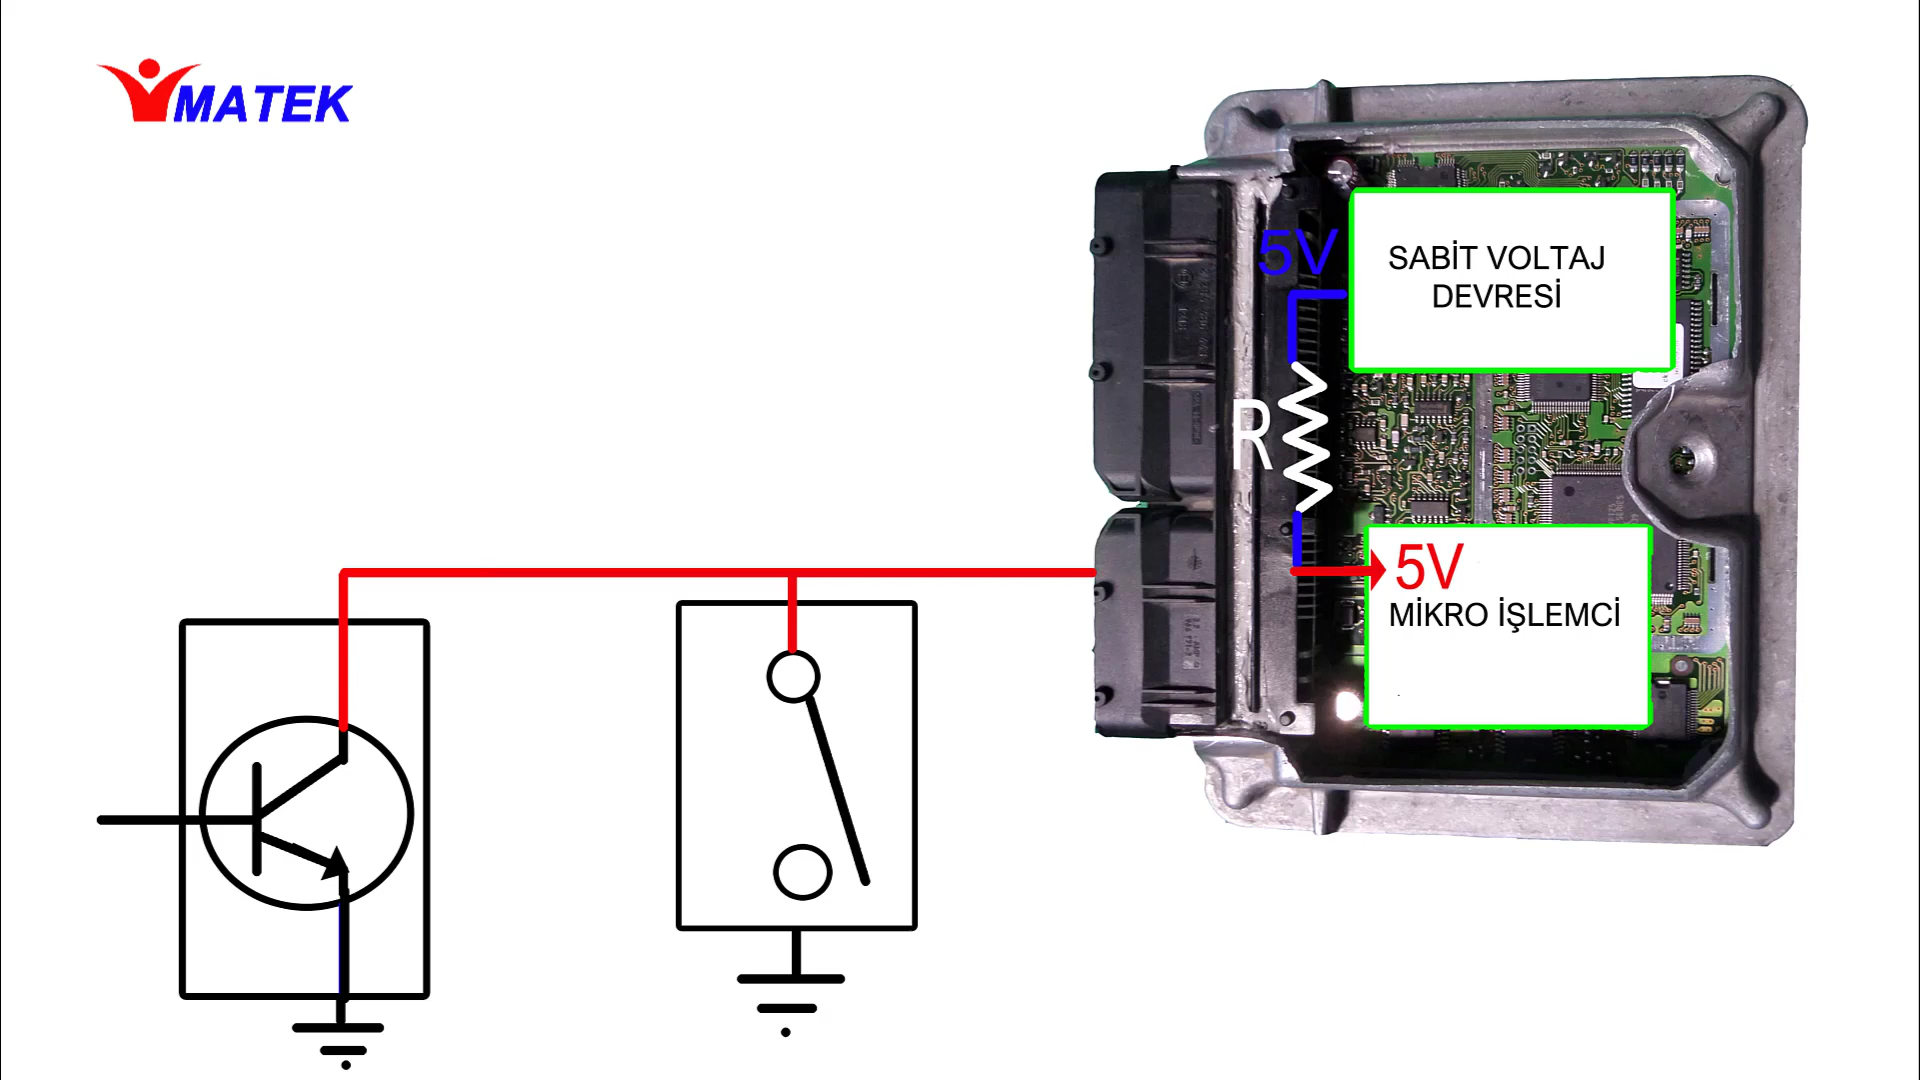 MATEK
5V
SABİT VOLTAJ
DEVRESİ
R
5V
MİKRO İŞLEMCİ